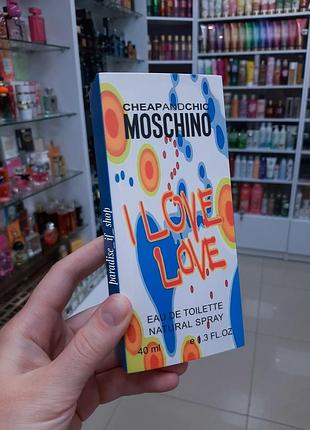 CHEAPANDCHIC
MOSCHINO
I LOVE
LOVE
EAU DE TOILETTE
NATURAL SPRAY
40 ml e 1.3 FL.OZ
paradise_if_shop